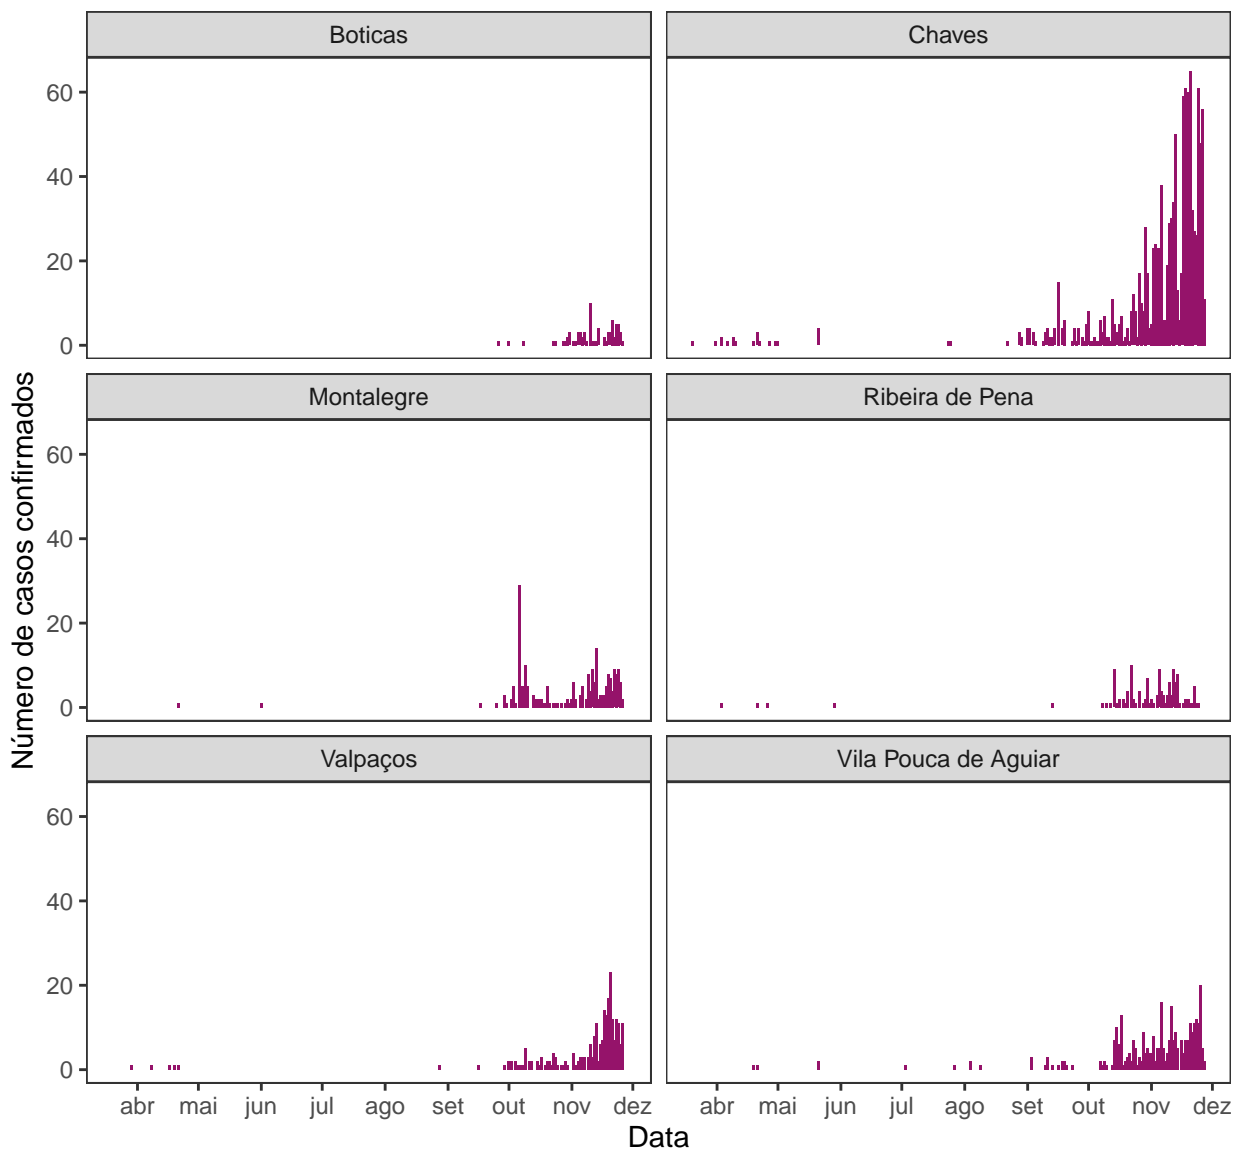 Boticas
Chaves
60
40
20
0
Número de casos confirmados
Montalegre
Ribeira de Pena
60
40
20
0
Valpaços
Vila Pouca de Aguiar
60
40
20
0
abr mai jun jul ago set out nov dez
abr mai jun jul ago set out nov dez
Data